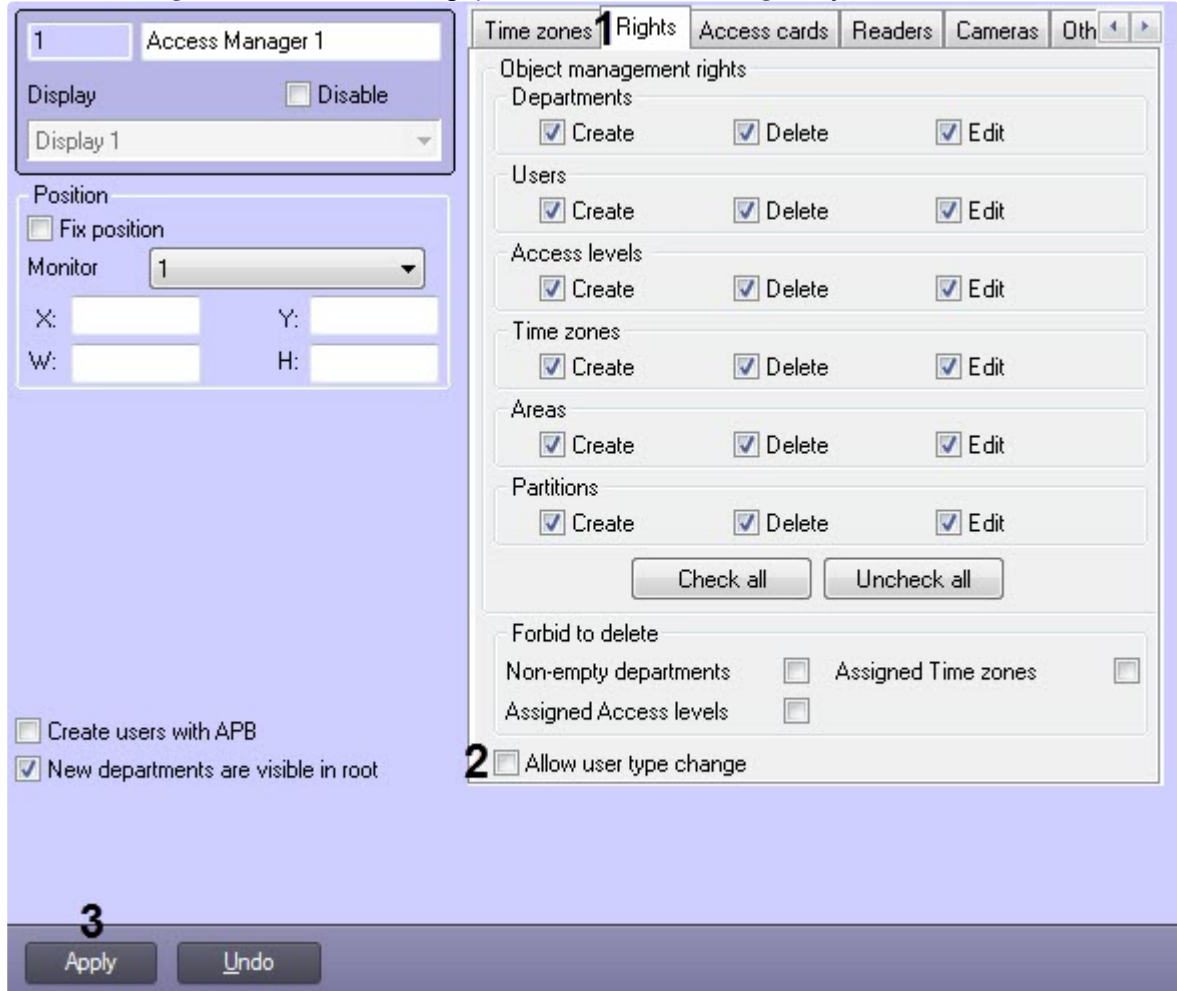 1 Access Manager 1
Display Disable
Display 1
Position
Fix position
Monitor 1
X: Y:
W: H:
Create users with APB
New departments are visible in root
Time zones 1 Rights Access cards Readers Cameras Oth
Object management rights
Departments
Create Delete Edit
Users
Create Delete Edit
Access levels
Create Delete Edit
Time zones
Create Delete Edit
Areas
Create Delete Edit
Partitions
Create Delete Edit
Check all Uncheck all
Forbid to delete
Non-empty departments Assigned Time zones
Assigned Access levels
2 Allow user type change
3
Apply Undo